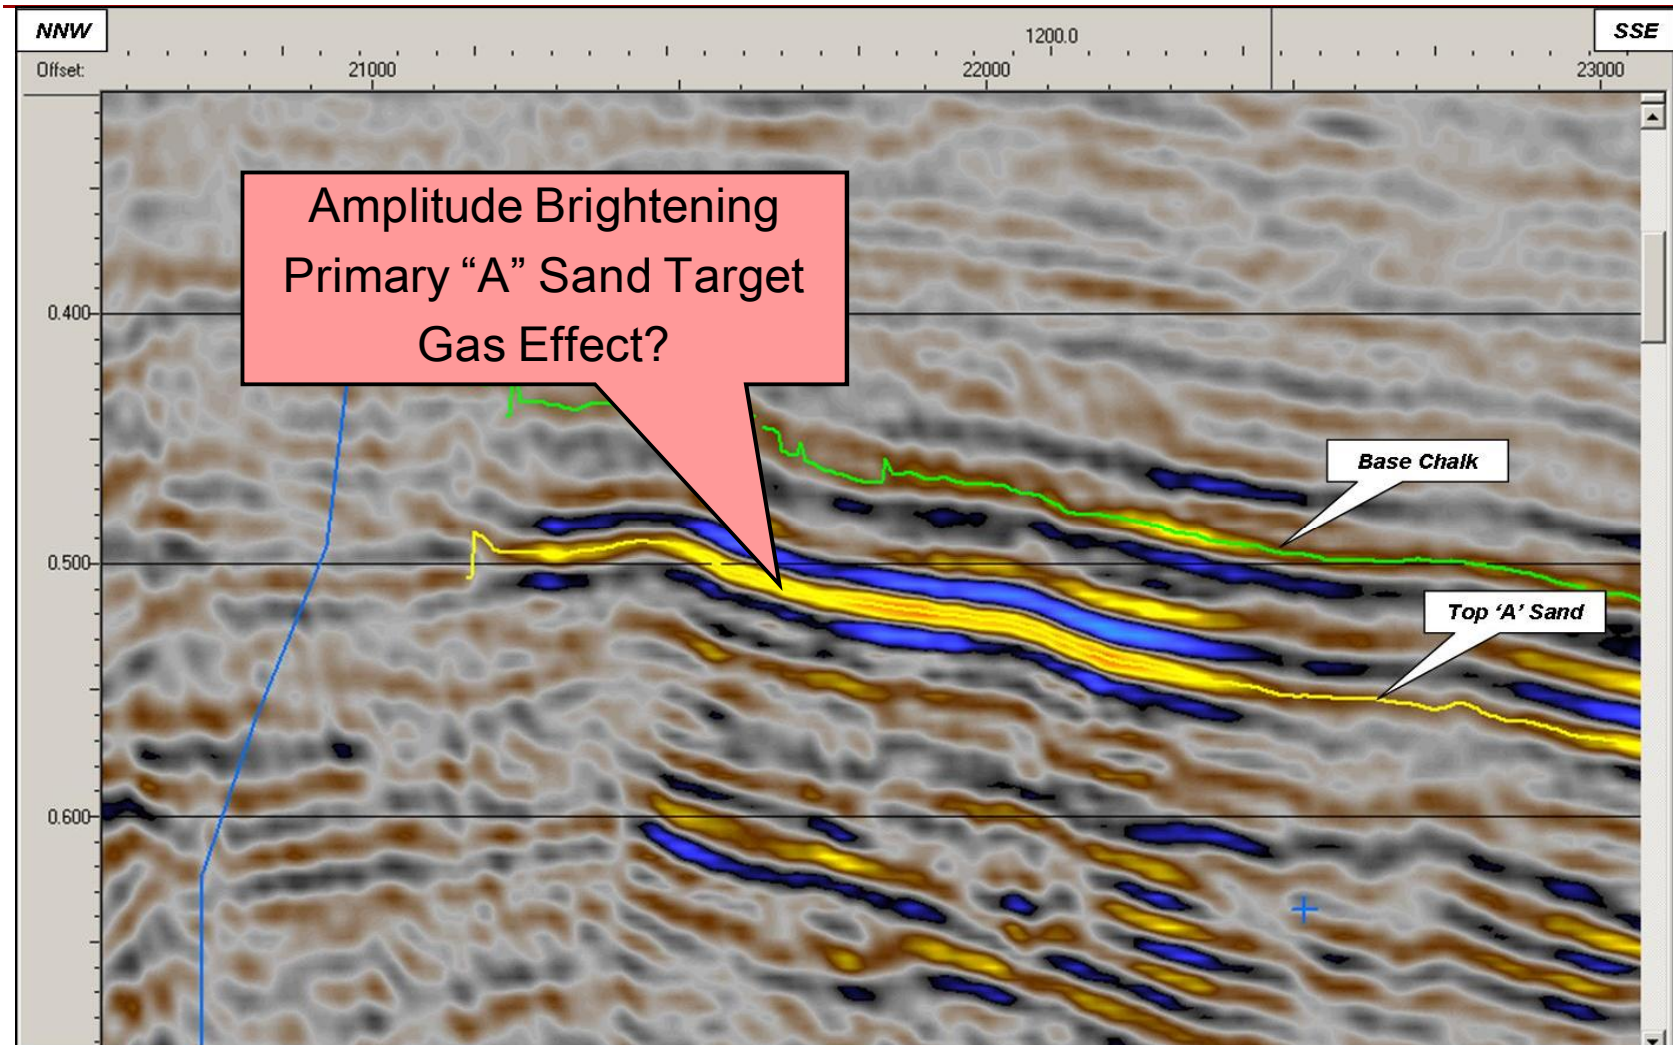 NNW
SSE
1200.0
Offset:
21000
22000
23000
Amplitude Brightening
Primary “A” Sand Target
Gas Effect?
0.400
Base Chalk
0.500
Top ‘A’ Sand
0.600